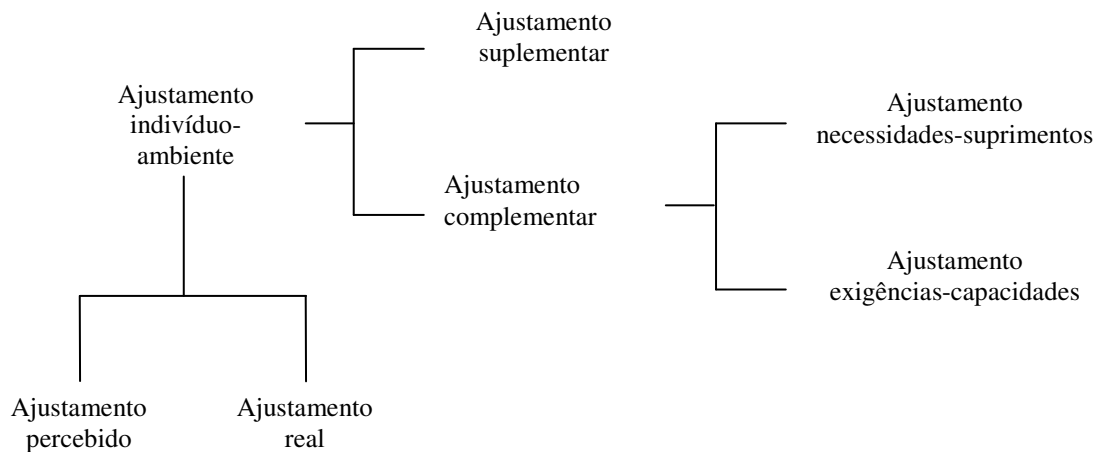 Ajustamento
suplementar
Ajustamento
indivíduo-
ambiente
Ajustamento
necessidades-suprimentos
Ajustamento
complementar
Ajustamento
exigências-capacidades
Ajustamento
percebido
Ajustamento
real